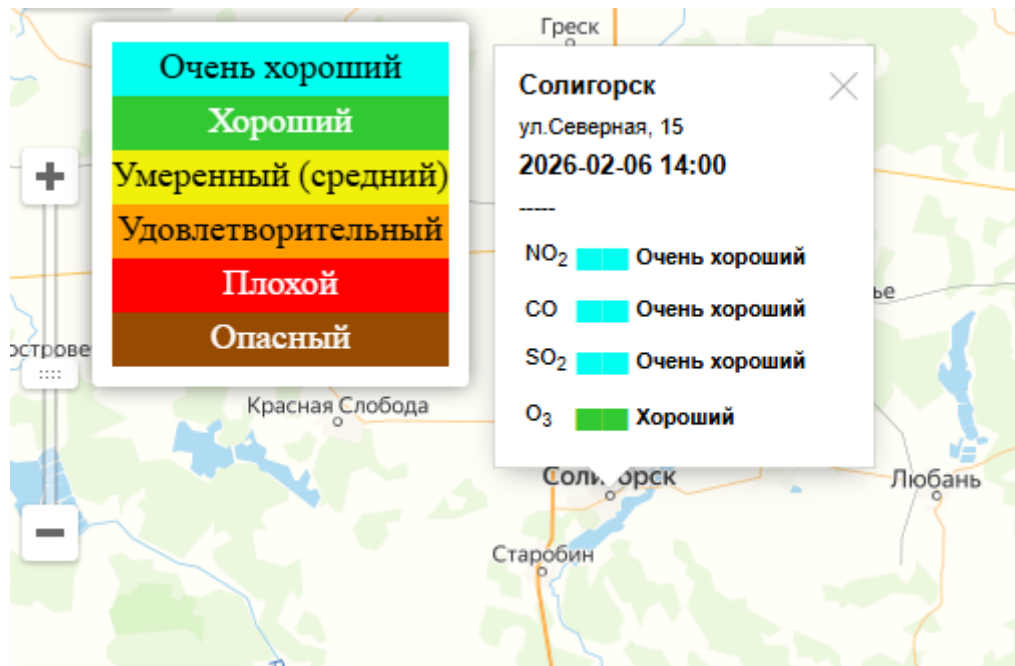 Греск
Очень хороший
Хороший
Умеренный (средний)
Удовлетворительный
Плохой
Опасный
Солигорск
ул.Северная, 15
2026-02-06 14:00
-----
NO2 Очень хороший
CO Очень хороший
SO2 Очень хороший
O3 Хороший
Красная Слобода
Любань
Старобин